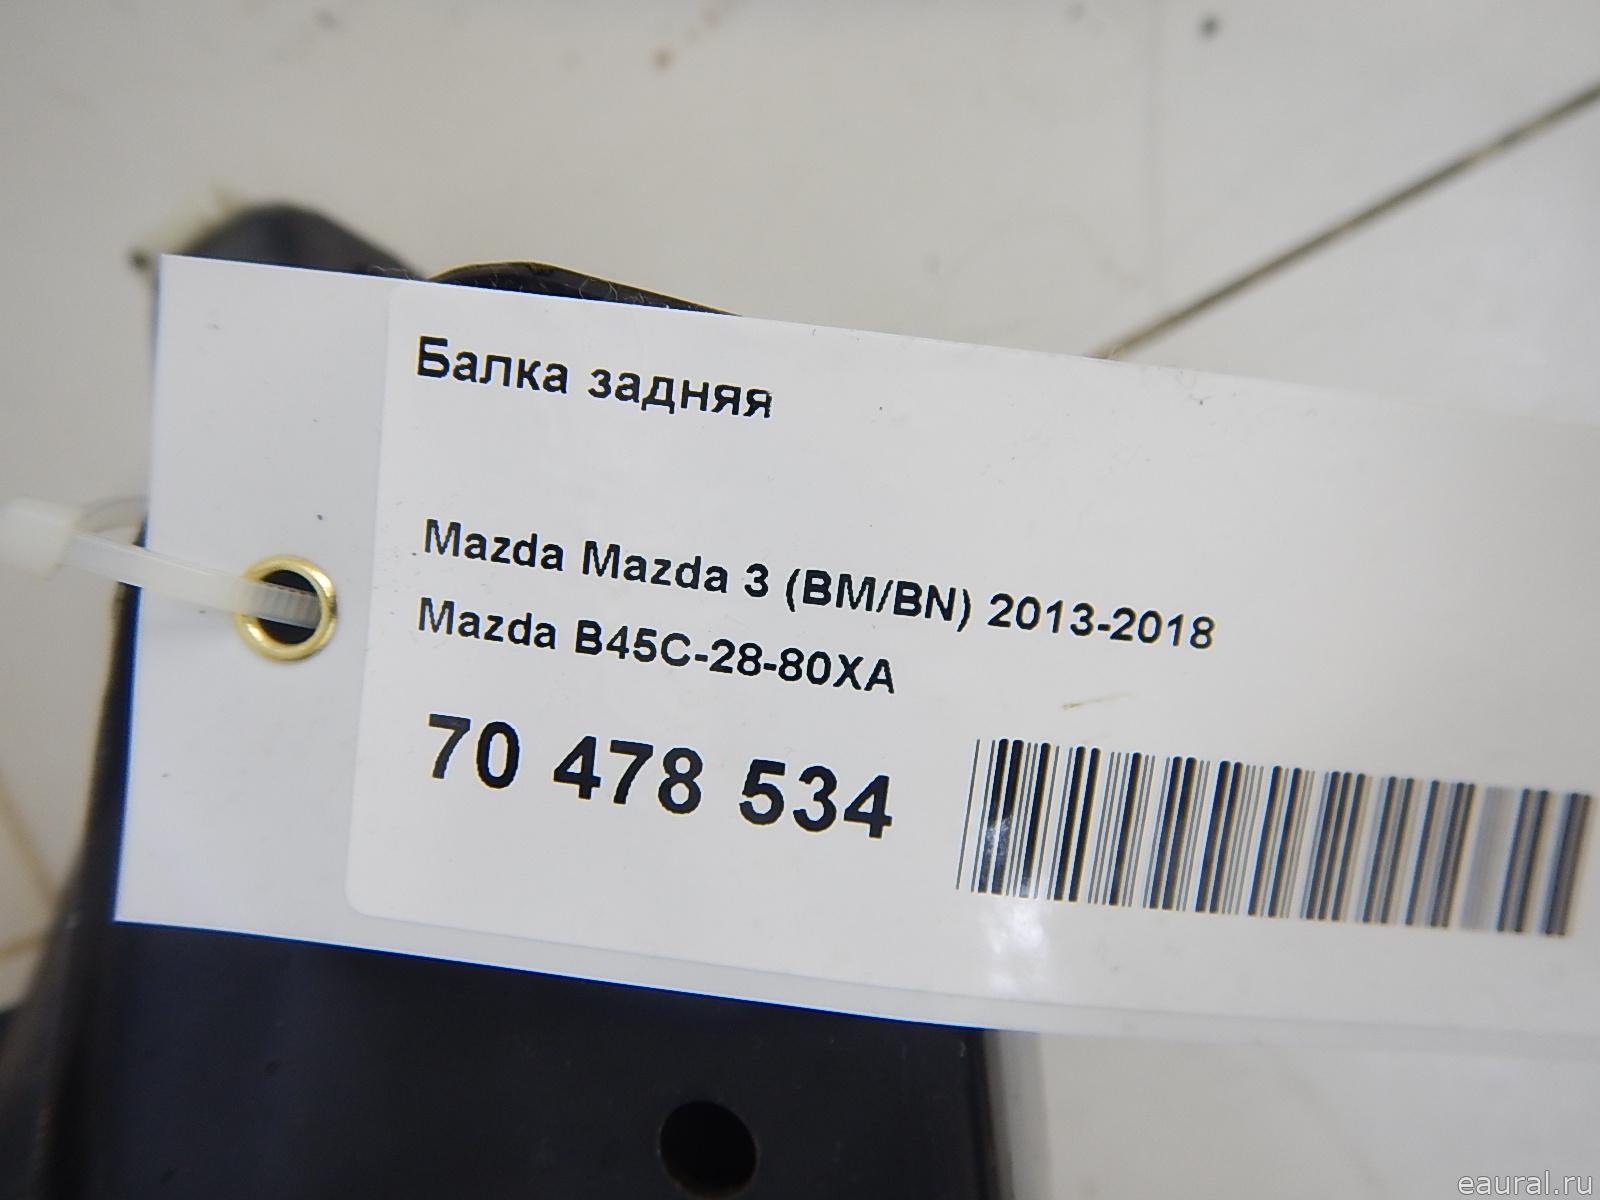 Балка задняя
Mazda Mazda 3 (BM/BN) 2013-2018
Mazda B45C-28-80XA
70 478 534
eaural.ru